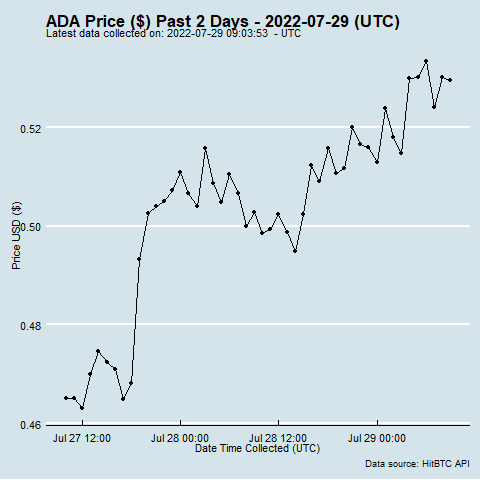 ADA Price ($) Past 2 Days - 2022-07-29 (UTC)
Latest data collected on: 2022-07-29 09:03:53 - UTC
0.52
0.50
0.48
0.46
Price USD ($)
Jul 27 12:00 Jul 28 00:00 Jul 28 12:00 Jul 29 00:00
Date Time Collected (UTC)
Data source: HitBTC API